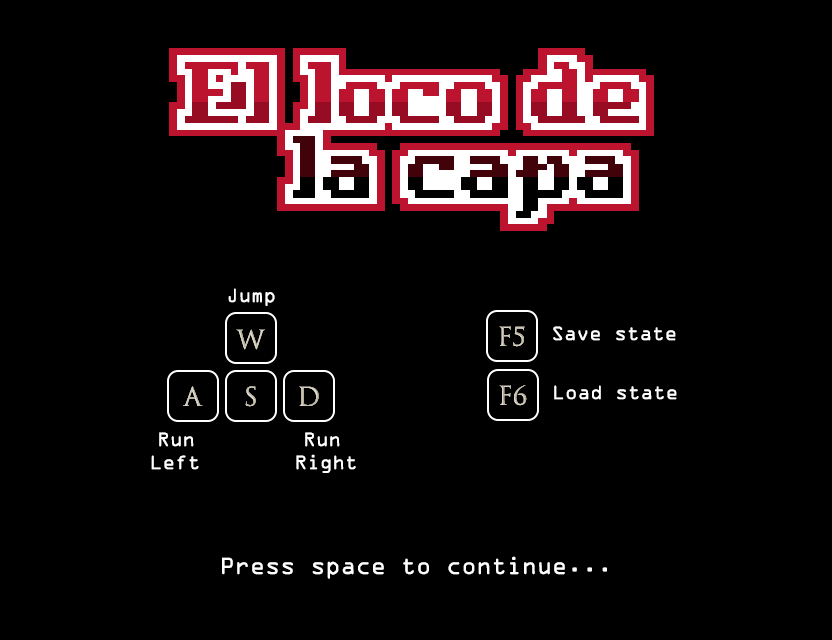 El loco de
la capa
Jump
W
A S D
Run Left
Run Right
F5 Save state
F6 Load state
Press space to continue...